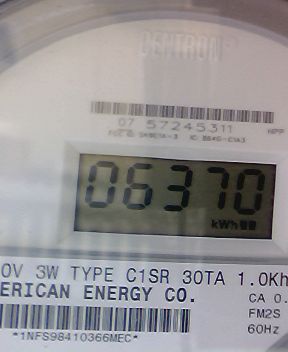 CENTRON
07 57245311
06370
kWh
0V 3W TYPE C1SR 30TA 1.0Kh
ERICAN ENERGY CO.
CA 0.
FM2S
60Hz
*1NFS98410366MEC*